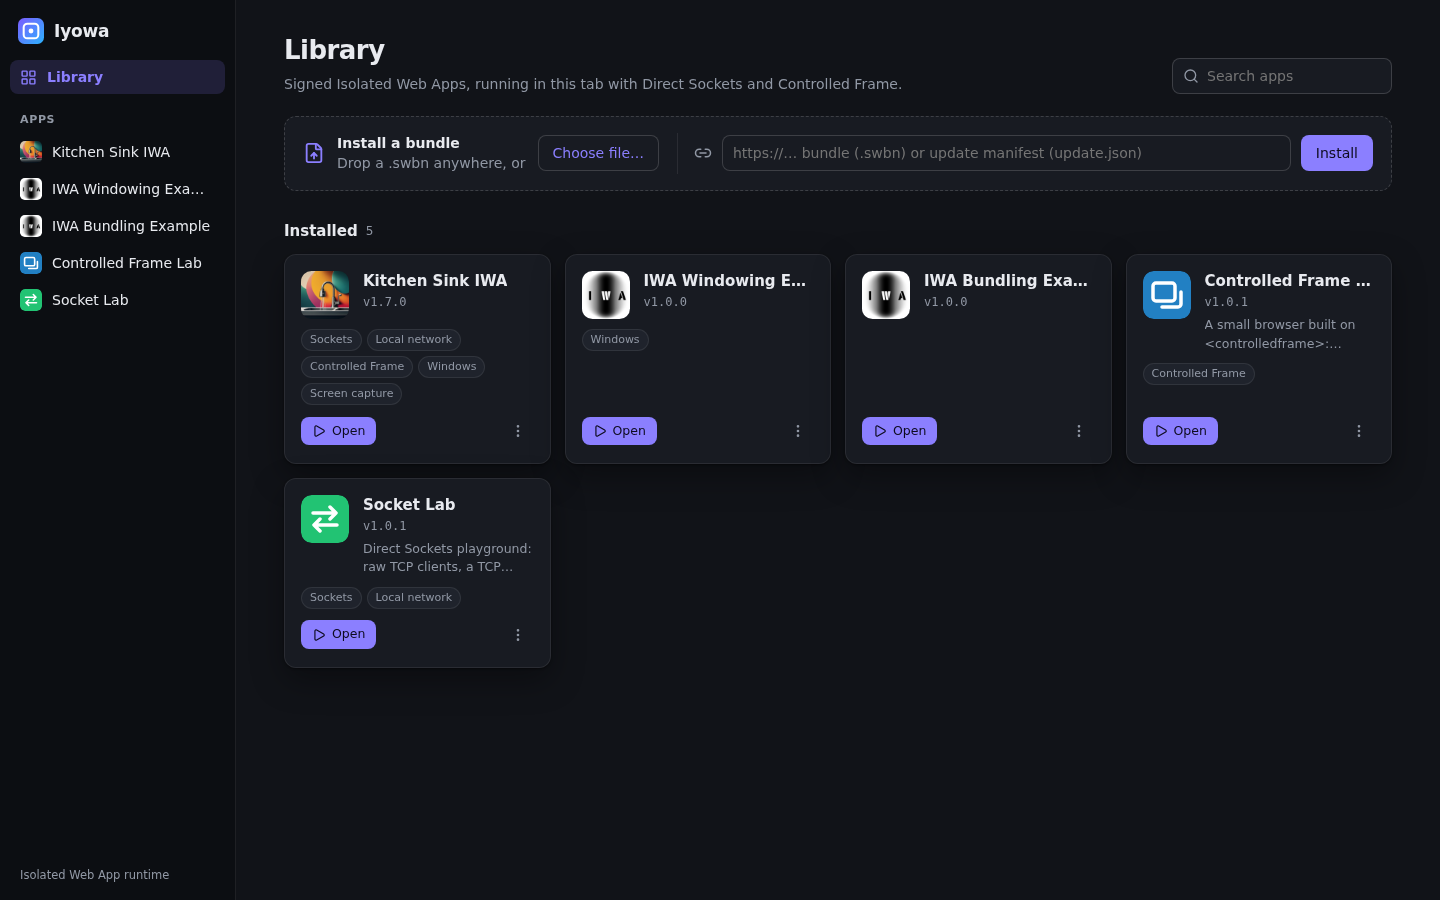 Iyowa
Library
APPS
Kitchen Sink IWA
IWA Windowing Exa…
IWA Bundling Example
Controlled Frame Lab
Socket Lab
Isolated Web App runtime
Library
Signed Isolated Web Apps, running in this tab with Direct Sockets and Controlled Frame.
Search apps
Install a bundle
Drop a .swbn anywhere, or
Choose file…
https://… bundle (.swbn) or update manifest (update.json)
Install
Installed 5
Kitchen Sink IWA
v1.7.0
Sockets
Local network
Controlled Frame
Windows
Screen capture
Open
IWA Windowing E…
v1.0.0
Windows
Open
IWA Bundling Exa…
v1.0.0
Open
Controlled Frame …
v1.0.1
A small browser built on
<controlledframe>:…
Controlled Frame
Open
Socket Lab
v1.0.1
Direct Sockets playground:
raw TCP clients, a TCP…
Sockets
Local network
Open